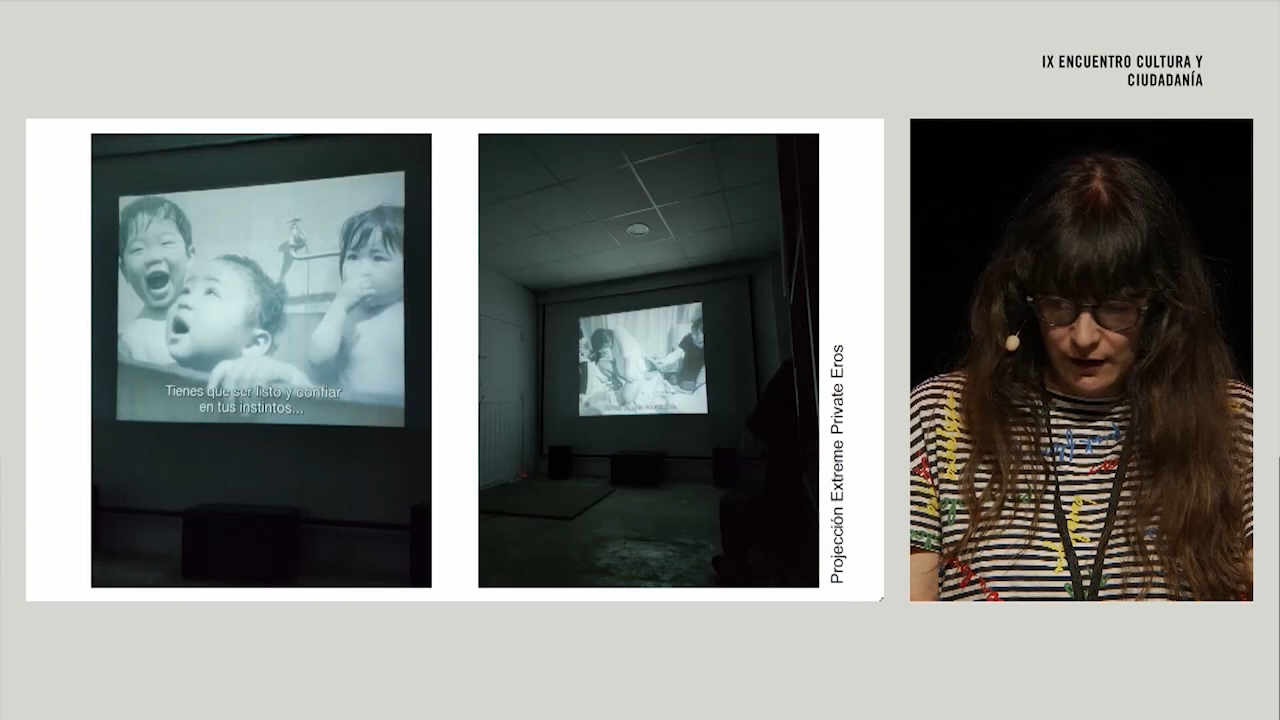 IX ENCUENTRO CULTURA Y
CIUDADANÍA
Tienes que ser listo y confiar
en tus instintos...
Projección Extreme Private Eros